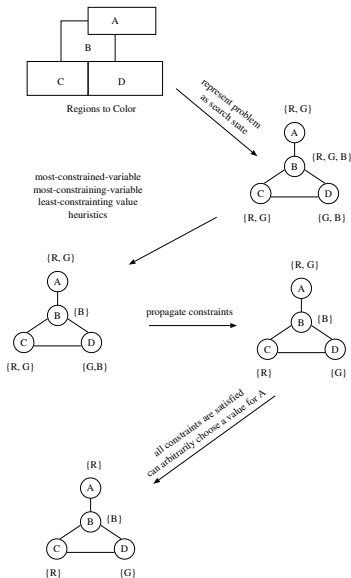 A
B
C D
Regions to Color
represent problem
as search state
{R, G}
A
B {R, G, B}
C D
{R, G} {G, B}
most-constrained-variable
most-constraining-variable
least-constrainting value
heuristics
{R, G}
A
B {B}
C D
{R, G} {G,B}
propagate constraints
{R, G}
A
B {B}
C D
{R} {G}
all constraints are satisfied
can arbitrarily choose a value for A
{R}
A
B {B}
C D
{R} {G}